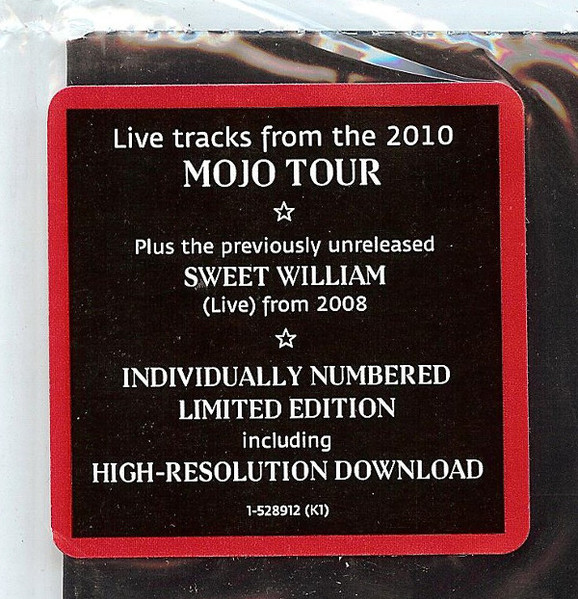 Live tracks from the 2010
MOJO TOUR
Plus the previously unreleased
SWEET WILLIAM
(Live) from 2008
INDIVIDUALLY NUMBERED
LIMITED EDITION
including
HIGH-RESOLUTION DOWNLOAD
1-528912 (K1)